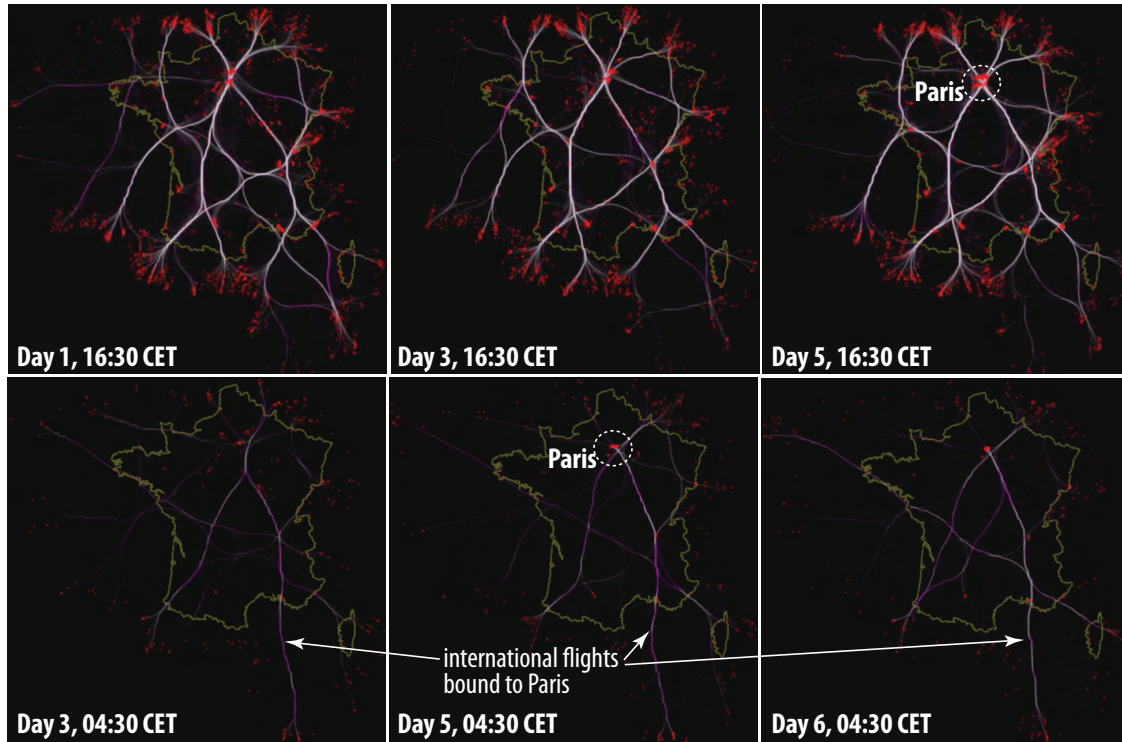 Paris
Day 1, 16:30 CET
Day 3, 16:30 CET
Day 5, 16:30 CET
Paris
international flights
bound to Paris
Day 3, 04:30 CET
Day 5, 04:30 CET
Day 6, 04:30 CET